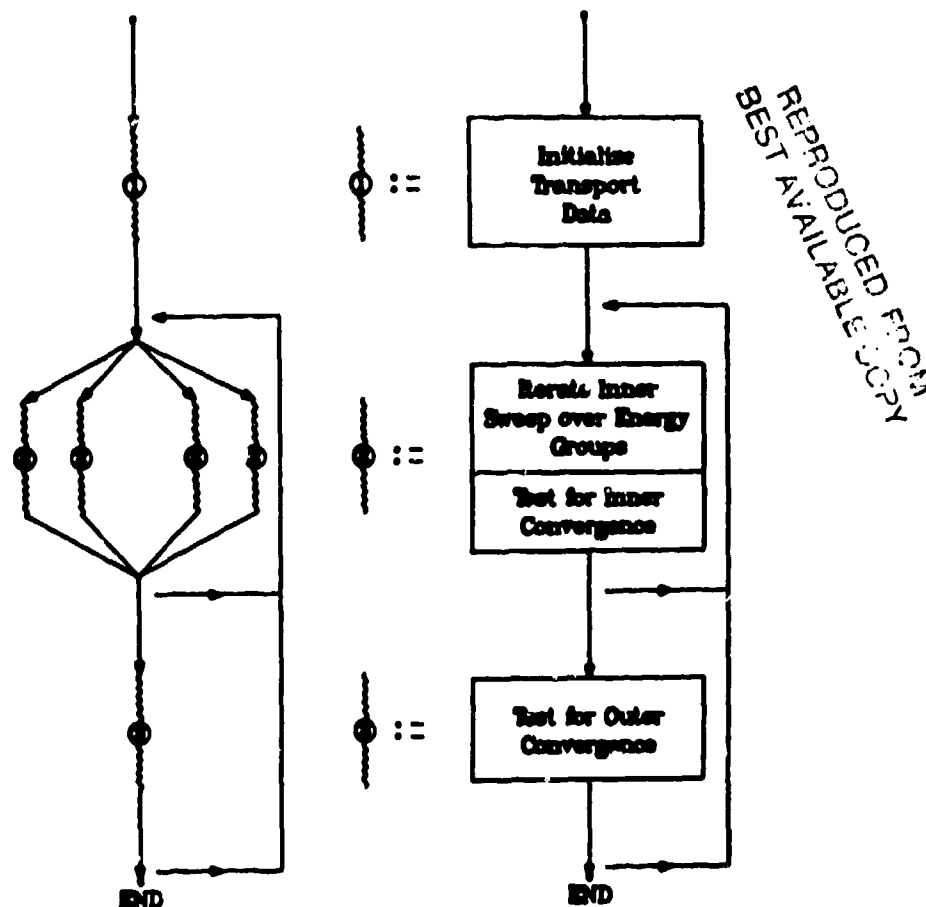 Initialise
Transport
Data
:=
REPRODUCED FROM
BEST AVAILABLE COPY
Iterate Inner
Sweep over Energy
Groups
:=
Test for Inner
Convergence
Test for Outer
Convergence
:=
END
END